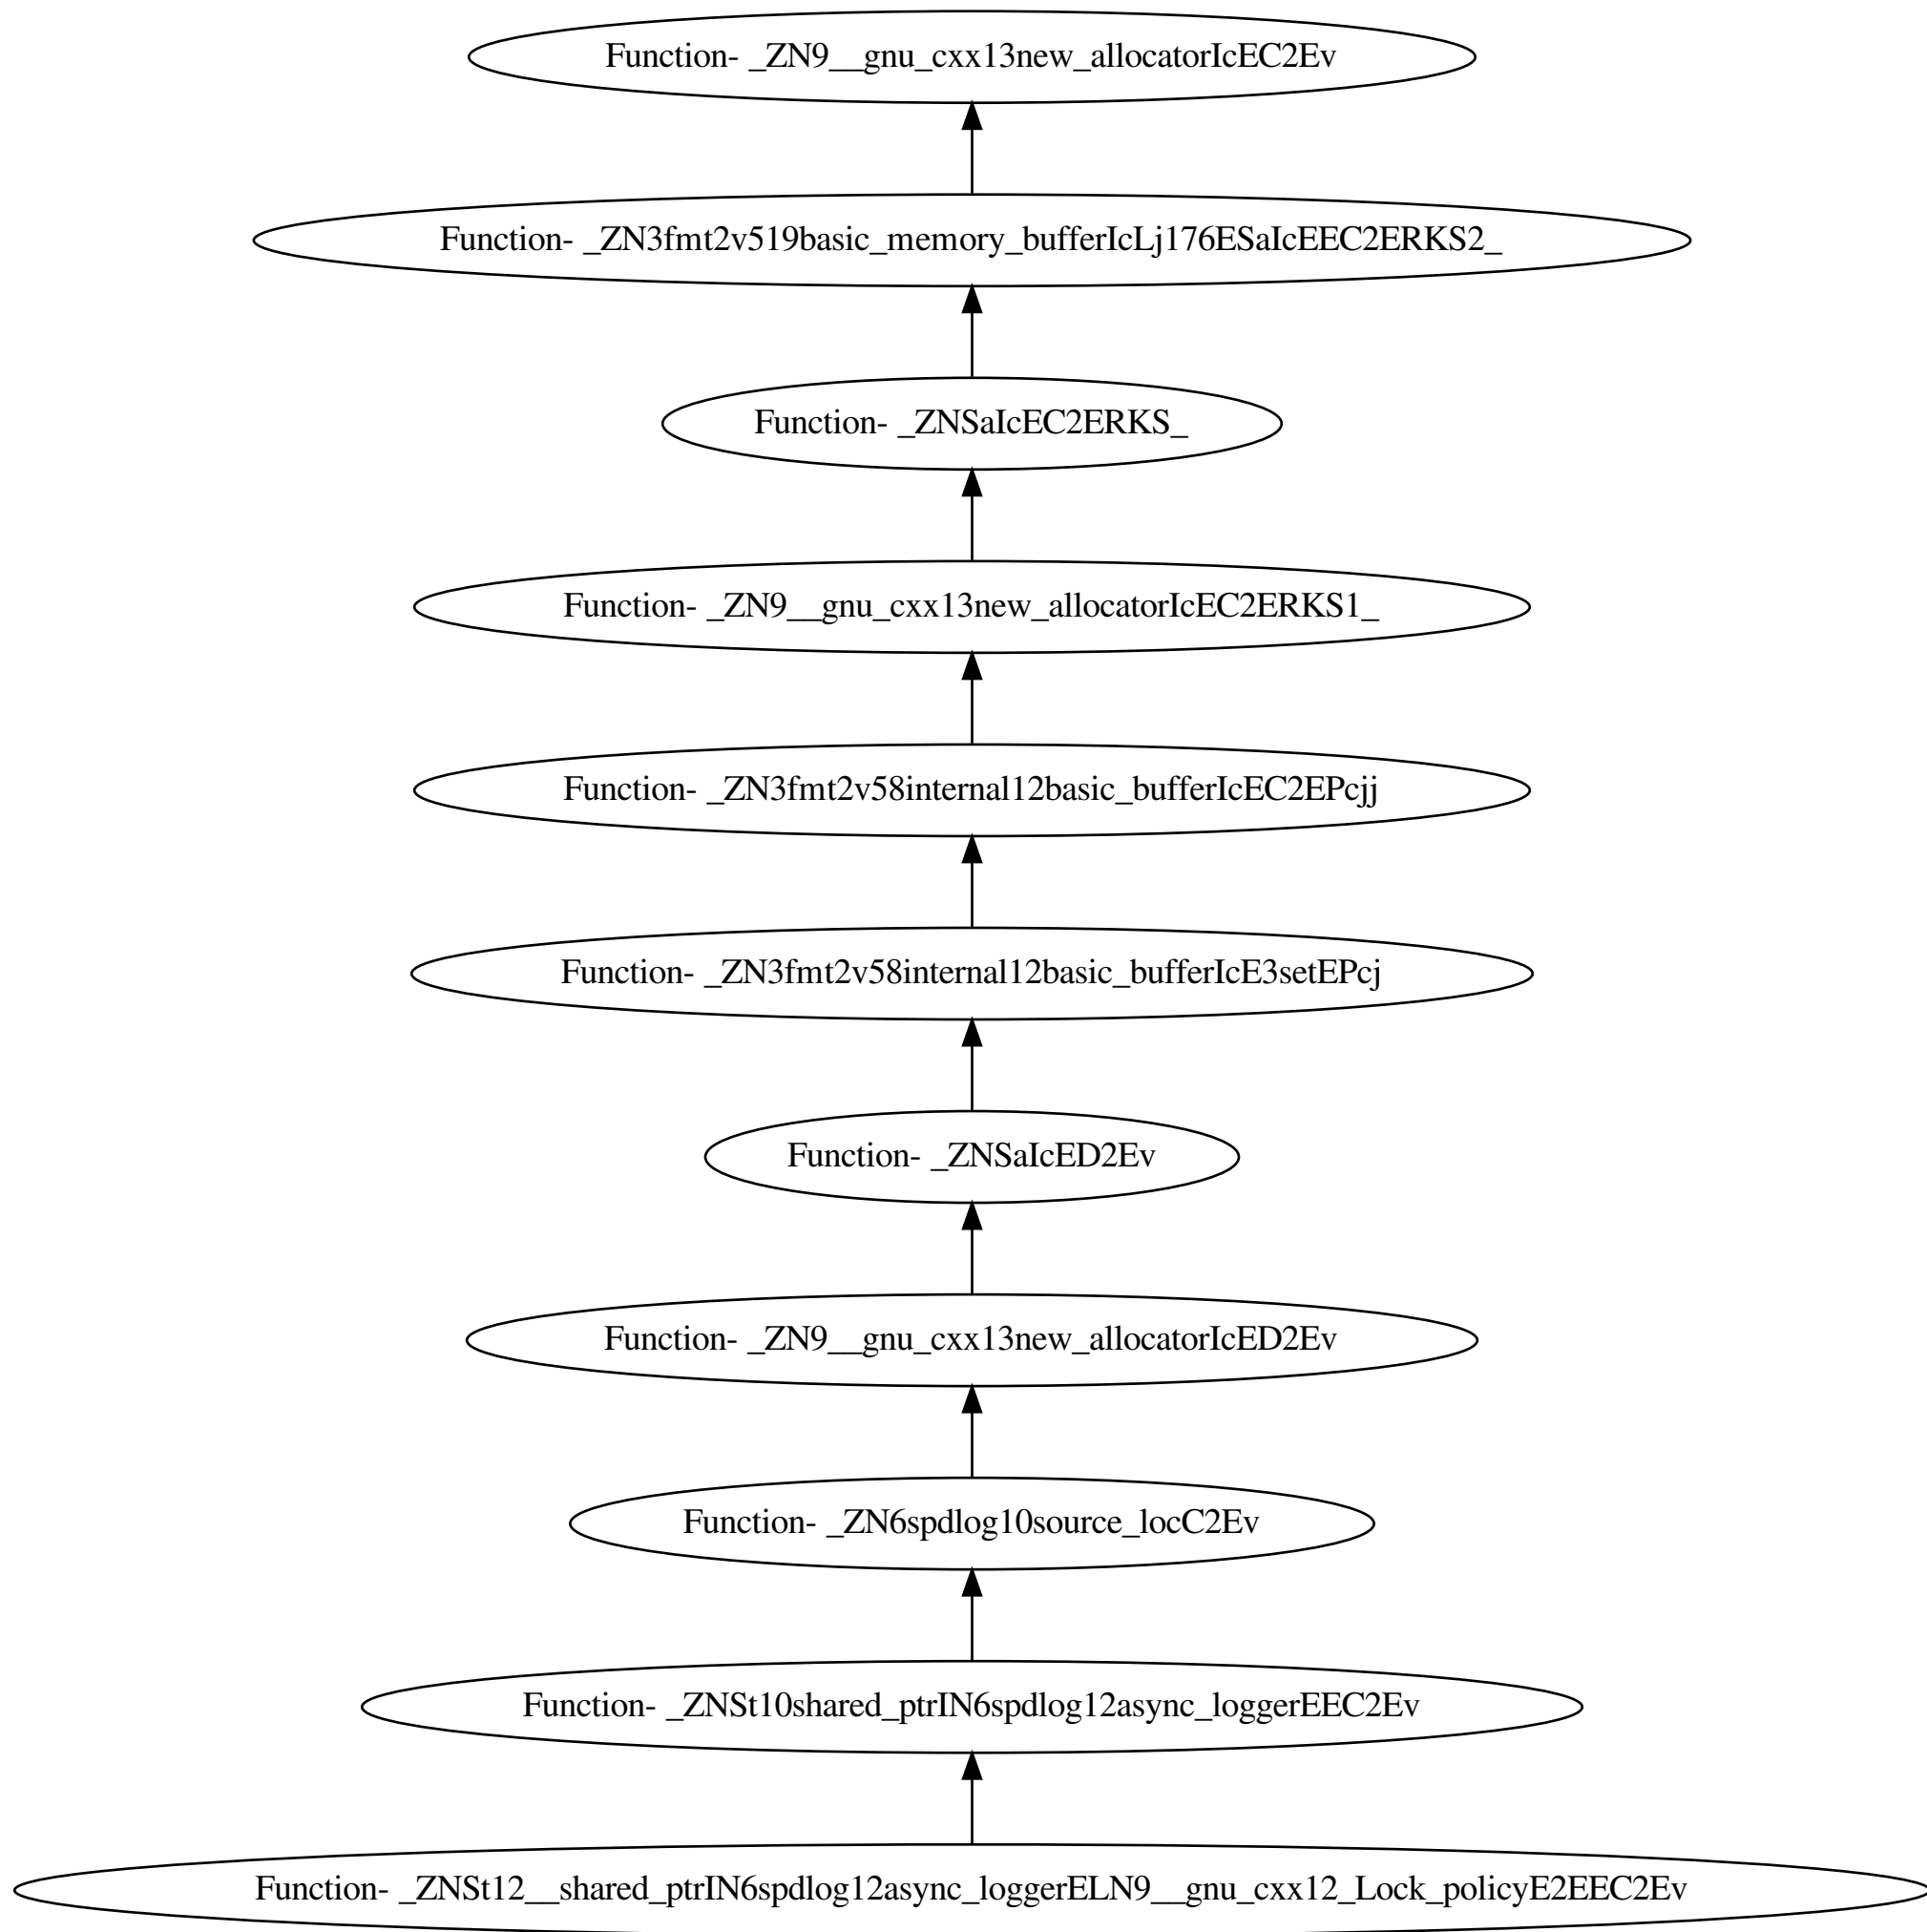 Function- _ZN9__gnu_cxx13new_allocatorIcEC2Ev
Function- _ZN3fmt2v519basic_memory_bufferIcLj176ESaIcEEC2ERKS2_
Function- _ZNSaIcEC2ERKS_
Function- _ZN9__gnu_cxx13new_allocatorIcEC2ERKS1_
Function- _ZN3fmt2v58internal12basic_bufferIcEC2EPcjj
Function- _ZN3fmt2v58internal12basic_bufferIcE3setEPcj
Function- _ZNSaIcED2Ev
Function- _ZN9__gnu_cxx13new_allocatorIcED2Ev
Function- _ZN6spdlog10source_locC2Ev
Function- _ZNSt10shared_ptrIN6spdlog12async_loggerEEC2Ev
Function- _ZNSt12__shared_ptrIN6spdlog12async_loggerELN9__gnu_cxx12_Lock_policyE2EEC2Ev